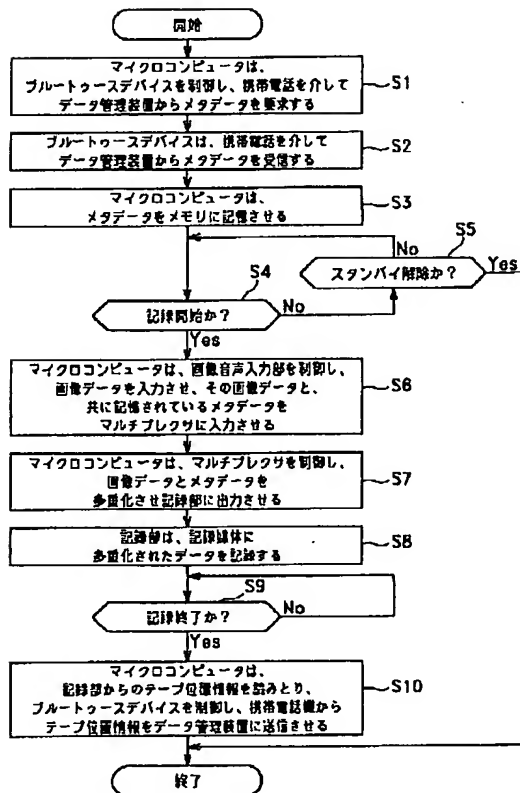 開始
マイクロコンピュータは、
ブルートゥースデバイスを制御し、携帯電話を介して
データ管理装置からメタデータを要求する
S1
ブルートゥースデバイスは、携帯電話を介して
データ管理装置からメタデータを受信する
S2
マイクロコンピュータは、
メタデータをメモリに記憶させる
S3
S5
No
スタンバイ解除か?
Yes
S4
記録開始か?
No
Yes
マイクロコンピュータは、画像音声入力部を制御し、
画像データを入力させ、その画像データと、
共に記憶されているメタデータを
マルチプレクサに入力させる
S6
マイクロコンピュータは、マルチプレクサを制御し、
画像データとメタデータを
多重化させ記録部に出力させる
S7
記録部は、記録媒体に
多重化されたデータを記録する
S8
S9
記録終了か?
No
Yes
マイクロコンピュータは、
記録部からのテープ位置情報を読みとり、
ブルートゥースデバイスを制御し、携帯電話機から
テープ位置情報をデータ管理装置に送信させる
S10
終了